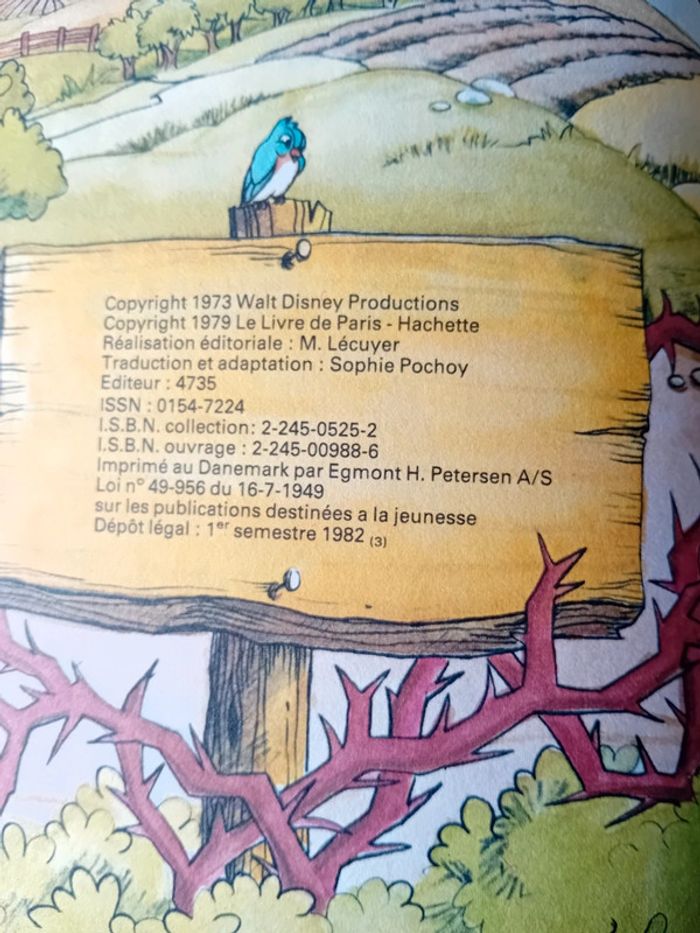 Copyright 1973 Walt Disney Productions
Copyright 1979 Le Livre de Paris - Hachette
Réalisation éditoriale : M. Lécuyer
Traduction et adaptation : Sophie Pochoy
Editeur : 4735
ISSN : 0154-7224
I.S.B.N. collection: 2-245-0525-2
I.S.B.N. ouvrage : 2-245-00988-6
Imprimé au Danemark par Egmont H. Petersen A/S
Loi n° 49-956 du 16-7-1949
sur les publications destinées a la jeunesse
Dépôt légal : 1er semestre 1982 (3)